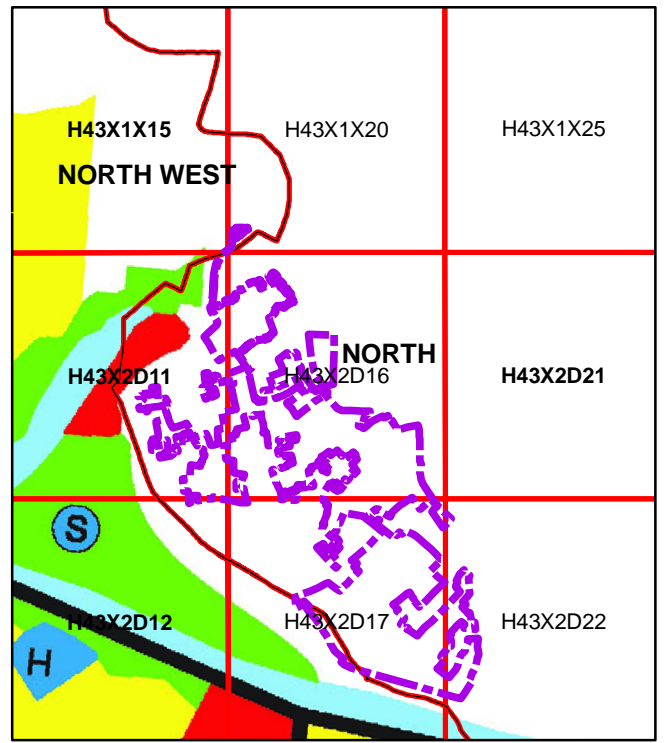 H43X1X15 H43X1X20 H43X1X25
NORTH WEST
NORTH
H43X2D11 H43X2D16 H43X2D21
S
H43X2D12 H43X2D17 H43X2D22
H